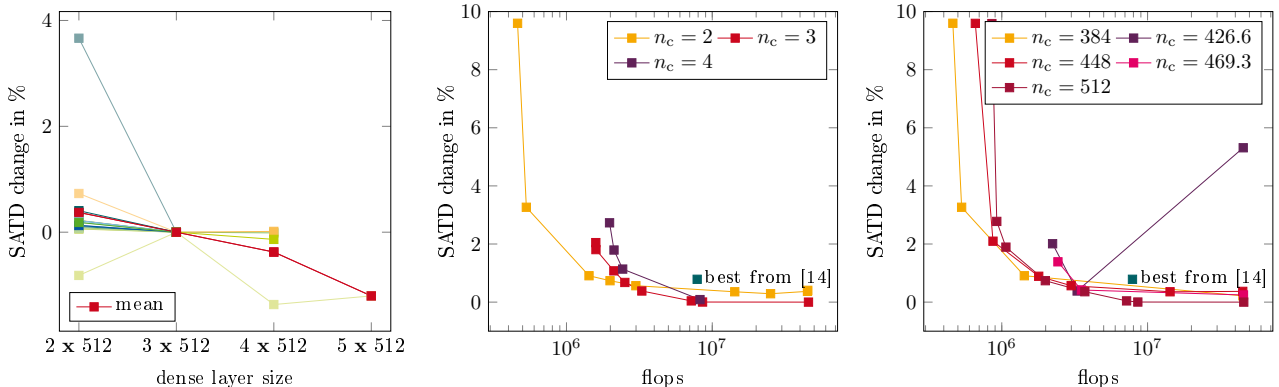 SATD change in %
4
2
0
mean
2 x 512
3 x 512
4 x 512
5 x 512
dense layer size
SATD change in %
10
8
6
4
2
0
n_c = 2
n_c = 3
n_c = 4
best from [14]
10^6
10^7
flops
SATD change in %
10
8
6
4
2
0
n_c = 384
n_c = 426.6
n_c = 448
n_c = 469.3
n_c = 512
best from [14]
10^6
10^7
flops